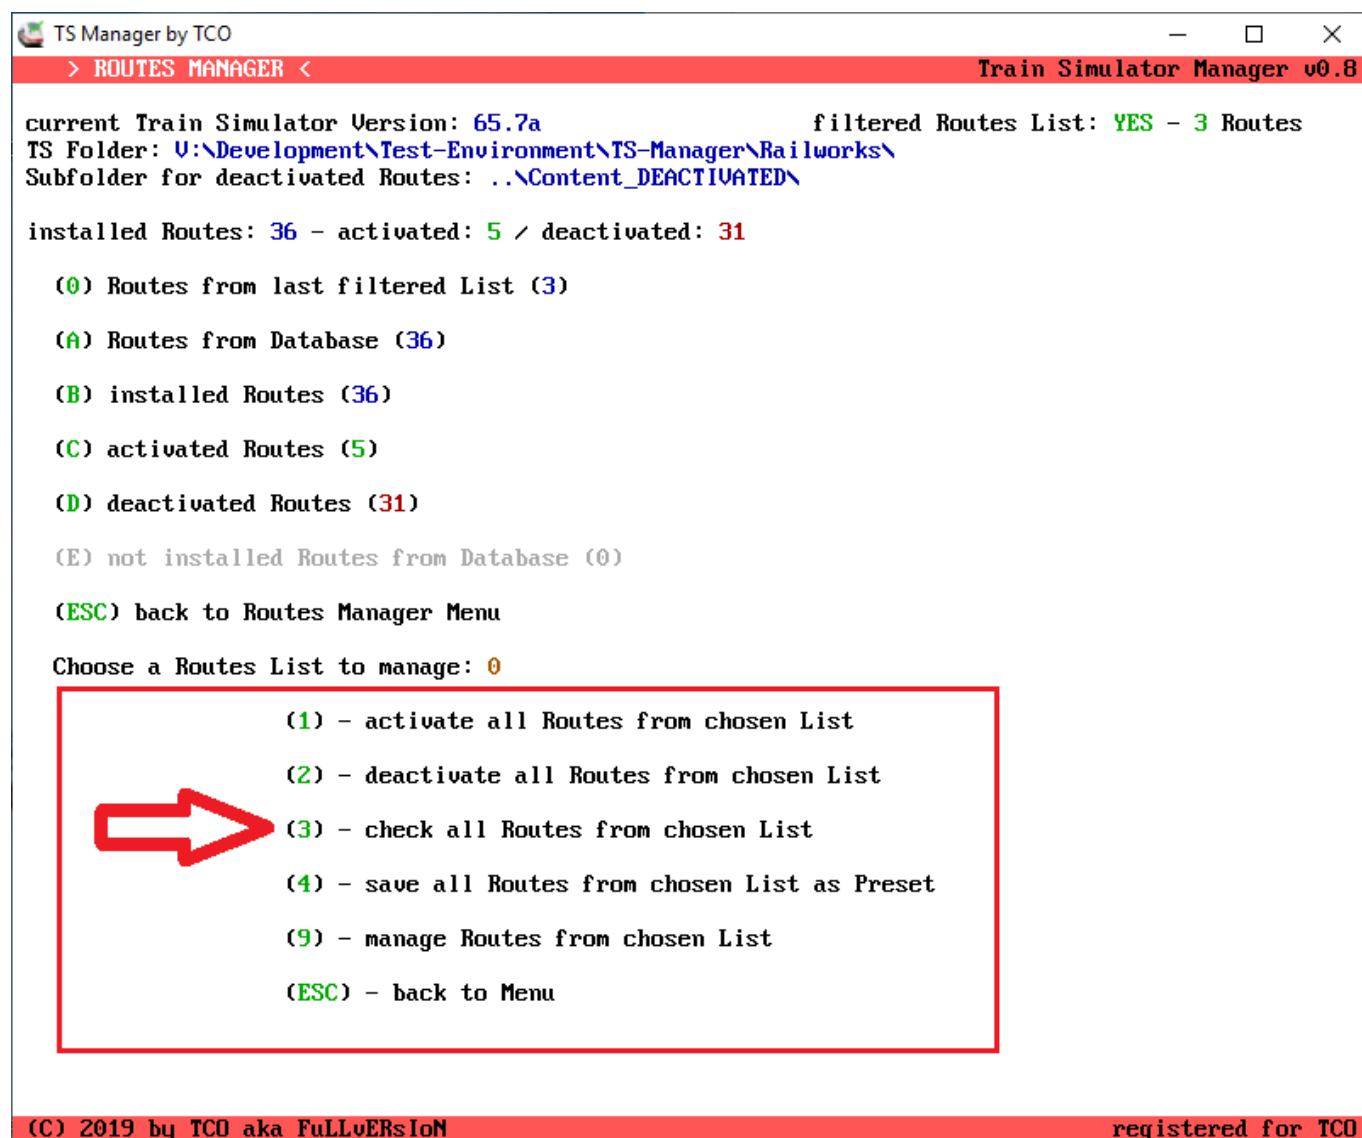 TS Manager by TCO
> ROUTES MANAGER < Train Simulator Manager v0.8
current Train Simulator Version: 65.7a filtered Routes List: YES - 3 Routes
TS Folder: V:\Development\Test-Environment\TS-Manager\Railworks\
Subfolder for deactivated Routes: ..\Content_DEACTIVATED\
installed Routes: 36 - activated: 5 / deactivated: 31
(0) Routes from last filtered List (3)
(A) Routes from Database (36)
(B) installed Routes (36)
(C) activated Routes (5)
(D) deactivated Routes (31)
(E) not installed Routes from Database (0)
(ESC) back to Routes Manager Menu
Choose a Routes List to manage: 0
(1) - activate all Routes from chosen List
(2) - deactivate all Routes from chosen List
(3) - check all Routes from chosen List
(4) - save all Routes from chosen List as Preset
(9) - manage Routes from chosen List
(ESC) - back to Menu
(C) 2019 by TCO aka FuLLvERsIoN registered for TCO